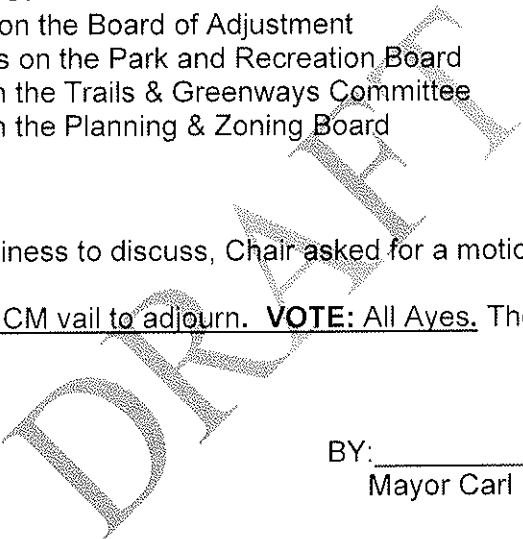 on the Board of Adjustment
s on the Park and Recreation Board
n the Trails & Greenways Committee
n the Planning & Zoning Board
iness to discuss, Chair asked for a motio
CM vail to adjourn. VOTE: All Ayes. The
BY:
Mayor Carl
DRAFT